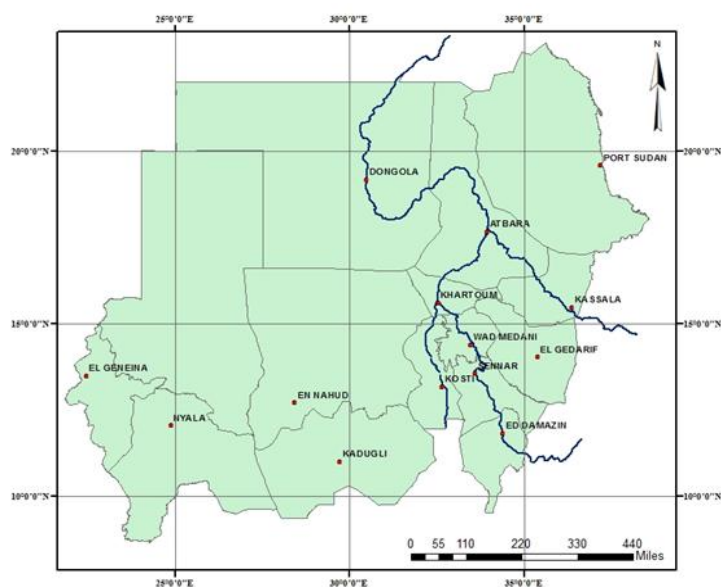 25°0'0"E 30°0'0"E 35°0'0"E
N
20°0'0"N 20°0'0"N
PORT SUDAN
DONGOLA
ATBARA
KHARTOUM
KASSALA
15°0'0"N 15°0'0"N
WAD MEDANI
EL GEDARIF
EL GENEINA
SENNAR
KOSTI
EN NAHUD
NYALA
ED DAMAZIN
KADUGLI
10°0'0"N 10°0'0"N
0 55 110 220 330 440
Miles
25°0'0"E 30°0'0"E 35°0'0"E